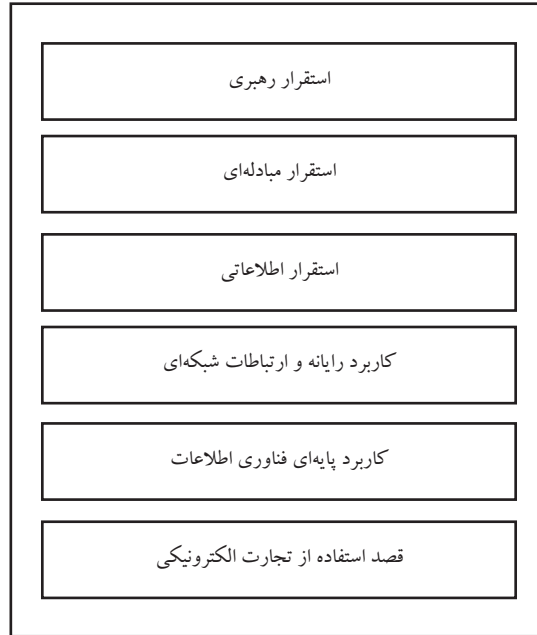 استقرار رهبری
استقرار مبادله‌ای
استقرار اطلاعاتی
کاربرد رایانه و ارتباطات شبکه‌ای
کاربرد پایه‌ای فناوری اطلاعات
قصد استفاده از تجارت الکترونیکی